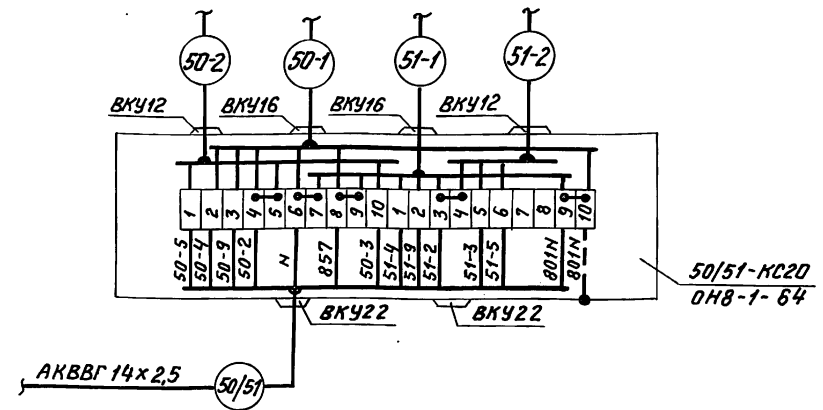 50-2 50-1 51-1 51-2
ВКУ12 ВКУ16 ВКУ16 ВКУ12
1 2 3 4 5 6 7 8 9 10 1 2 3 4 5 6 7 8 9 10
50-5 50-4 50-9 50-2 N 857 50-3 51-4 51-9 51-2 51-3 51-5 801N 801N
50/51-КС20
ОН8-1-64
ВКУ22 ВКУ22
АКВВГ 14×2,5 50/51